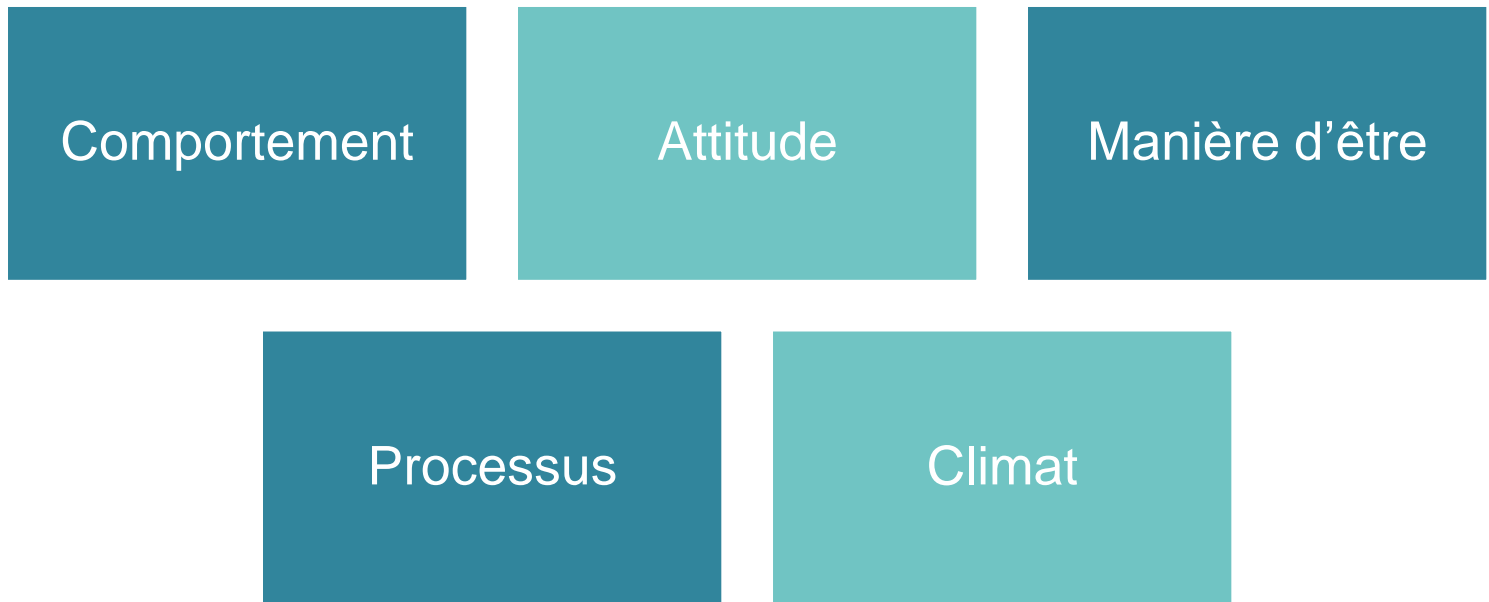 Comportement
Attitude
Manière d’être
Processus
Climat